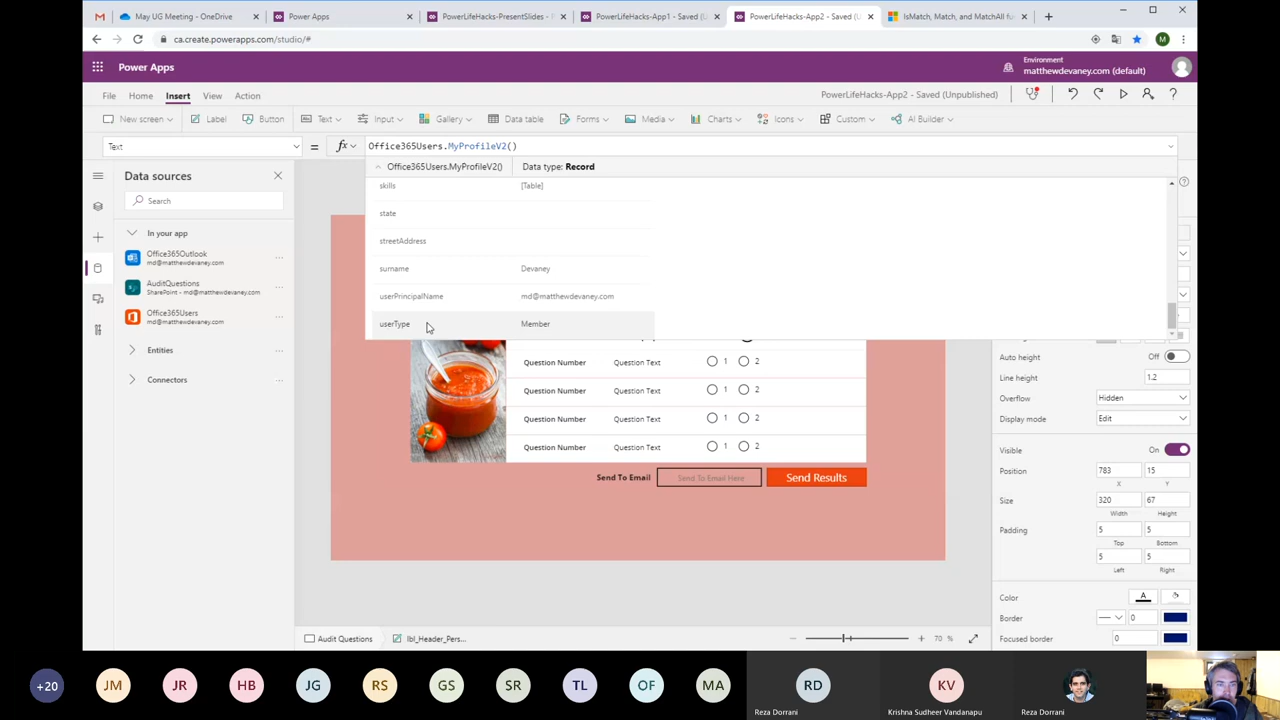 May UG Meeting - OneDrive
Power Apps
PowerLifeHacks-PresentSlides -
PowerLifeHacks-App1 - Saved (
PowerLifeHacks-App2 - Saved (
IsMatch, Match, and MatchAll fu
ca.create.powerapps.com/studio/#
M
Power Apps
Environment
matthewdevaney.com (default)
File
Home
Insert
View
Action
PowerLifeHacks-App2 - Saved (Unpublished)
New screen
Label
Button
Text
Input
Gallery
Data table
Forms
Media
Charts
Icons
Custom
AI Builder
Text
=
fx
Office365Users.MyProfileV2()
Office365Users.MyProfileV2()
Data type: Record
Data sources
Search
In your app
Office365Outlook
md@matthewdevaney.com
AuditQuestions
SharePoint - md@matthewdevaney.com
Office365Users
md@matthewdevaney.com
Entities
Connectors
skills [Table]
state
streetAddress
surname Devaney
userPrincipalName md@matthewdevaney.com
userType Member
Question Number Question Text 1 2
Question Number Question Text 1 2
Question Number Question Text 1 2
Question Number Question Text 1 2
Send To Email
Send To Email Here
Send Results
Auto height Off
Line height 1.2
Overflow Hidden
Display mode Edit
Visible On
Position 783 15
X Y
Size 320 67
Width Height
Padding 5 5
Top Bottom
5 5
Left Right
Color A
Border 0
Focused border 0
Audit Questions
lbl_Header_Pers...
70 %
+20
JM
JR
HB
JG
RS
GS
SR
TL
OF
MA
RD
Reza Dorrani
KV
Krishna Sudheer Vandanapu
Reza Dorrani